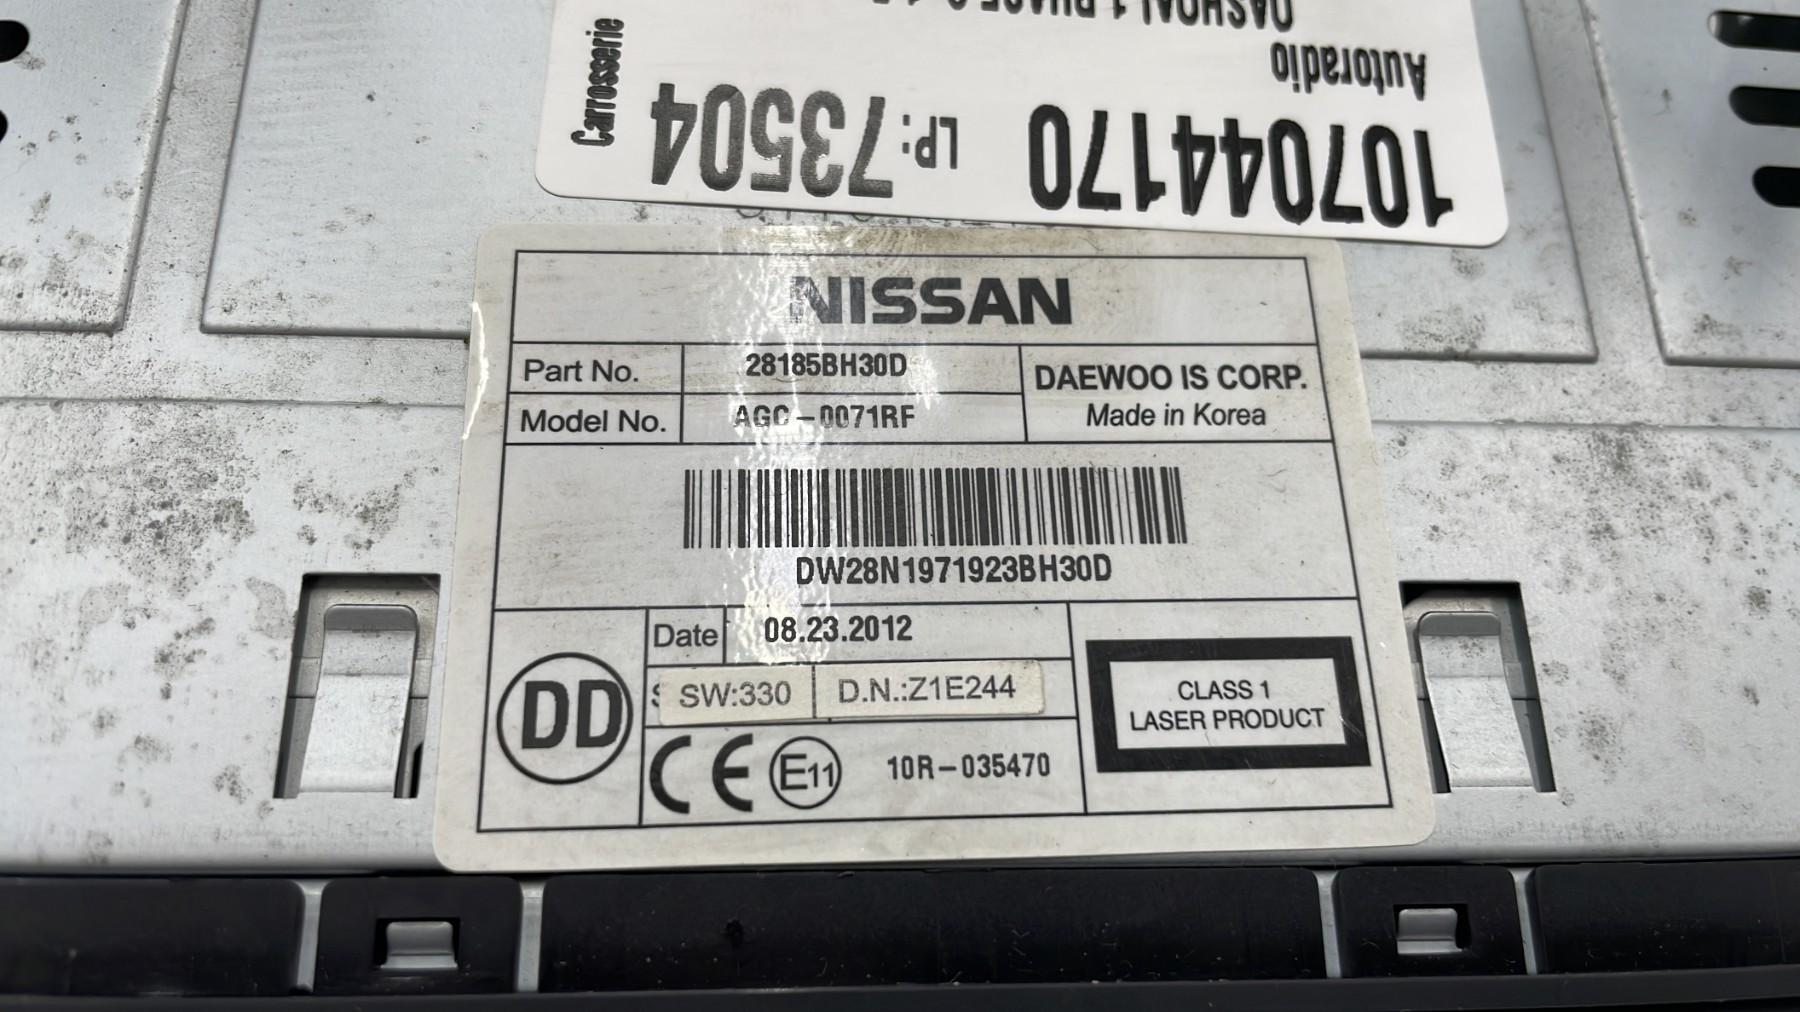 Carrosserie
107044170 LP: 73504
Autoradio
NISSAN
Part No. 28185BH30D
DAEWOO IS CORP.
Model No. AGC-0071RF
Made in Korea
DW28N1971923BH30D
Date 08.23.2012
DD
SW:330 D.N.:Z1E244
CLASS 1
LASER PRODUCT
CE E11 10R-035470